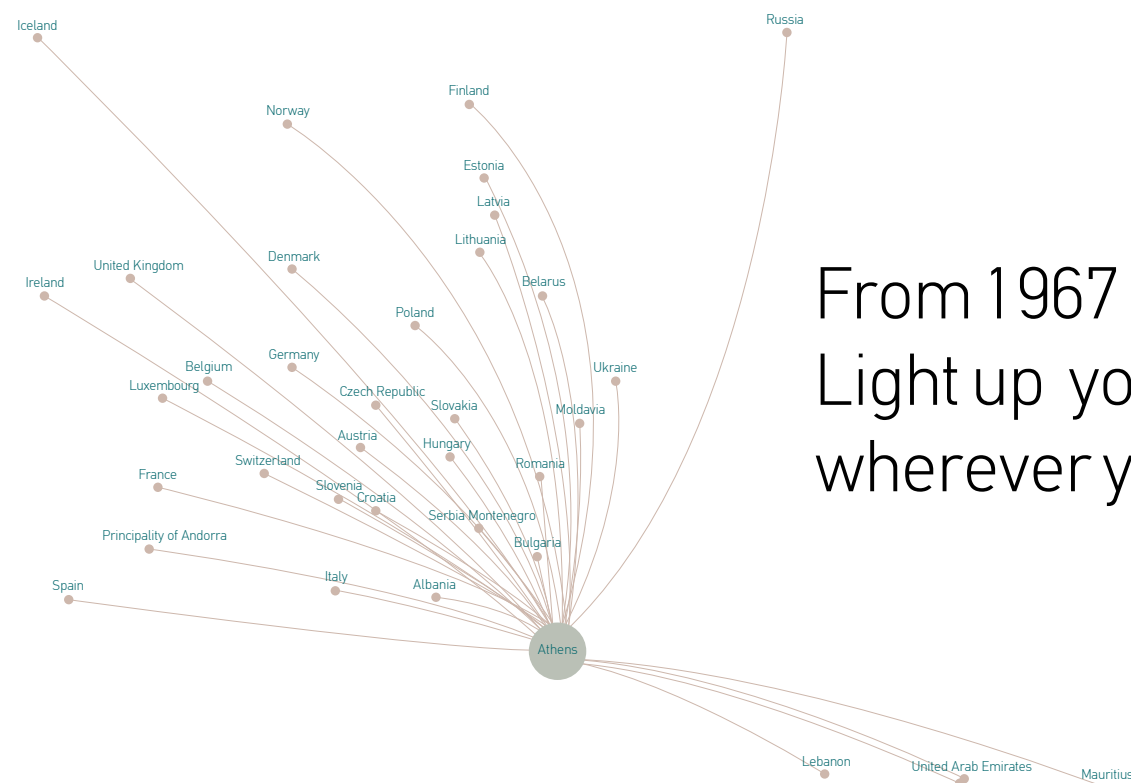 Iceland
Russia
Finland
Norway
Estonia
Latvia
Lithuania
Denmark
United Kingdom
Ireland
Belarus
From 1967
Poland
Germany
Ukraine
Belgium
Luxembourg
Czech Republic
Light up yo
Slovakia
Moldavia
Austria
Hungary
Switzerland
Romania
wherever y
France
Slovenia
Croatia
Serbia Montenegro
Principality of Andorra
Bulgaria
Italy
Albania
Spain
Athens
Lebanon
United Arab Emirates
Mauritius